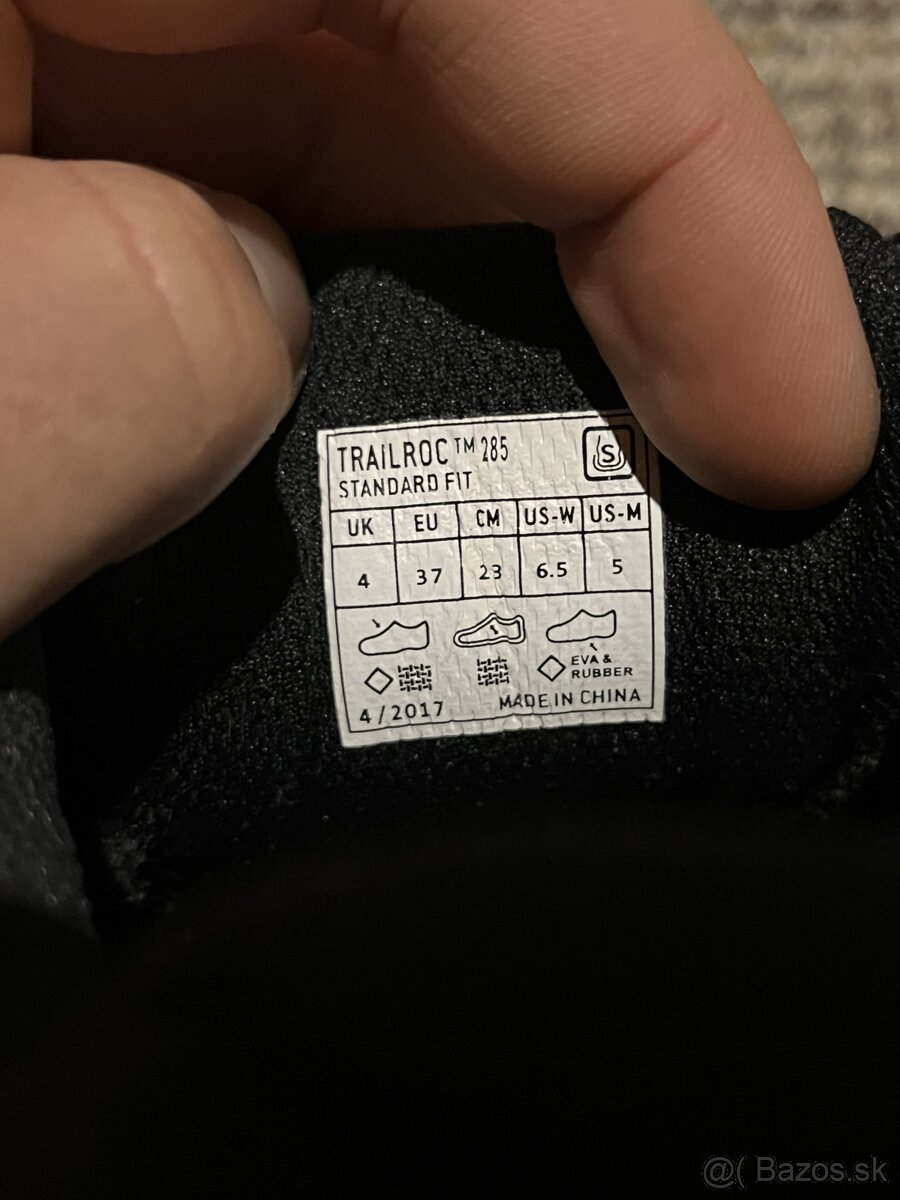 TRAILROC™ 285
STANDARD FIT
S
UK EU CM US-W US-M
4 37 23 6.5 5
EVA &
RUBBER
4/2017 MADE IN CHINA
@( Bazos.sk